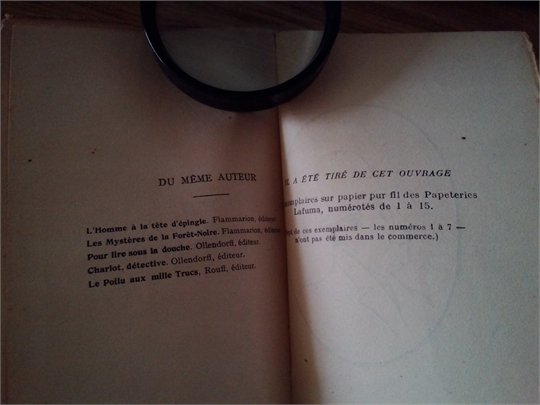 DU MÊME AUTEUR
L'Homme à la tête d'épingle. Flammarion, éditeur.
Les Mystères de la Forêt-Noire. Flammarion, éditeur
Pour lire sous la douche. Ollendorff, éditeur.
Charlot, détective. Ollendorff, éditeur.
Le Poilu aux mille Trucs, Rouff, éditeur.
A ÉTÉ TIRÉ DE CET OUVRAGE
exemplaires sur papier pur fil des Papeteries
Lafuma, numérotés de 1 à 15.
de ces exemplaires — les numéros 1 à 7 —
n'ont pas été mis dans le commerce.)